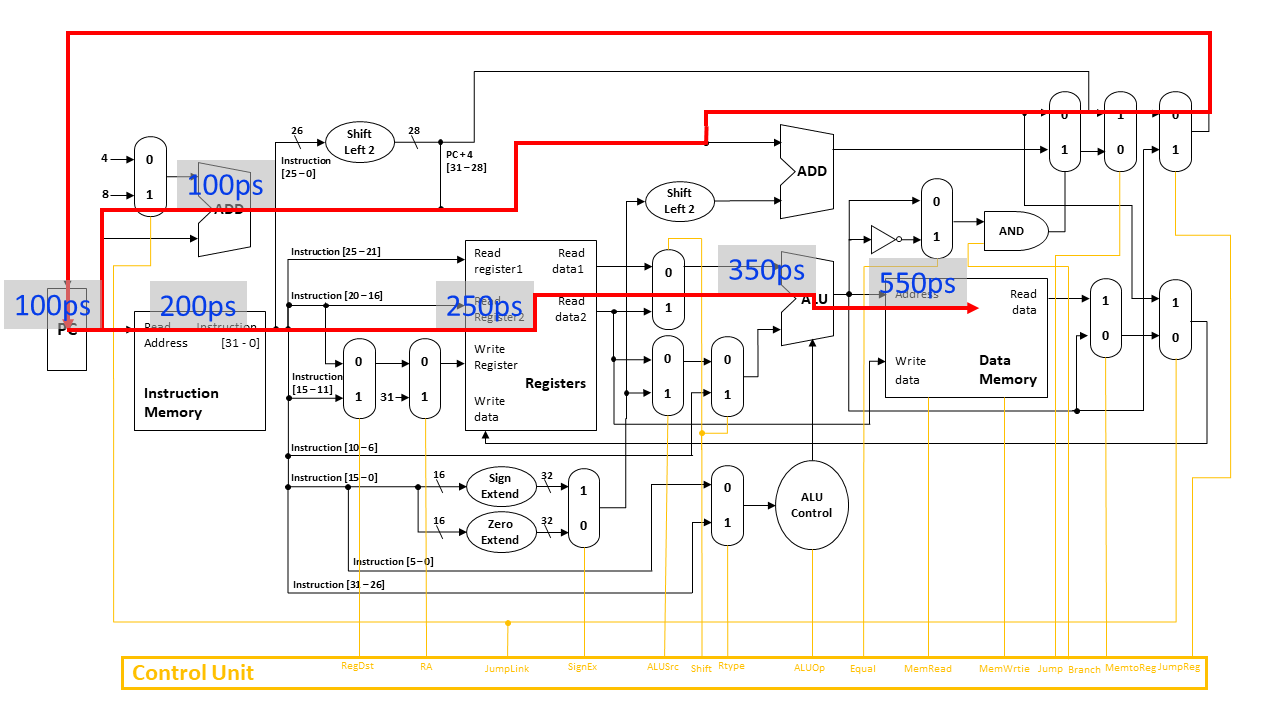 4
0
8
1
100ps
ADD
26
Instruction
[25-0]
Shift
Left 2
28
PC+4
[31-28]
ADD
Shift
Left 2
0
1
AND
0
1
1
0
0
1
Instruction [25-21]
Instruction [20-16]
Instruction
[15-11]
100ps
PC
200ps
Read
Address
Instruction
[31 - 0]
Instruction
Memory
0
1
31
0
1
Read
register1
Read
data1
250ps
Read
Register2
Read
data2
Write
Register
Registers
Write
data
0
1
0
1
0
1
350ps
ALU
550ps
Address
Read
data
Write
data
Data
Memory
1
0
1
0
Instruction [10-6]
Instruction [15-0]
16
Sign
Extend
32
16
Zero
Extend
32
1
0
0
1
ALU
Control
Instruction [5-0]
Instruction [31-26]
Control Unit
RegDst
RA
JumpLink
SignEx
ALUSrc
Shift
Rtype
ALUOp
Equal
MemRead
MemWrtie
Jump
Branch
MemtoReg
JumpReg